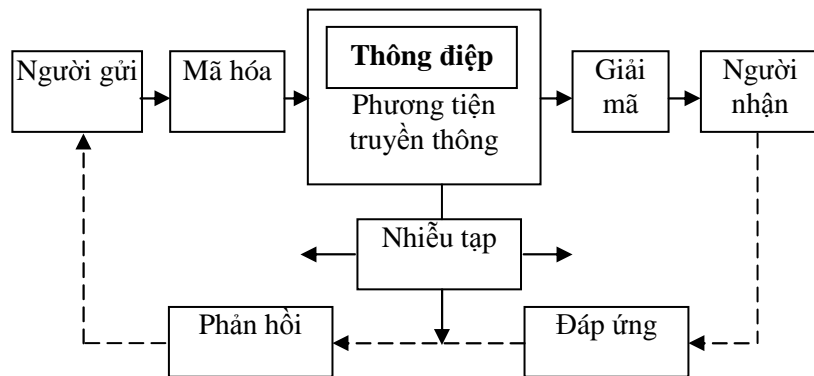 Người gửi
Mã hóa
Thông điệp
Phương tiện
truyền thông
Giải
mã
Người
nhận
Nhiễu tạp
Phản hồi
Đáp ứng